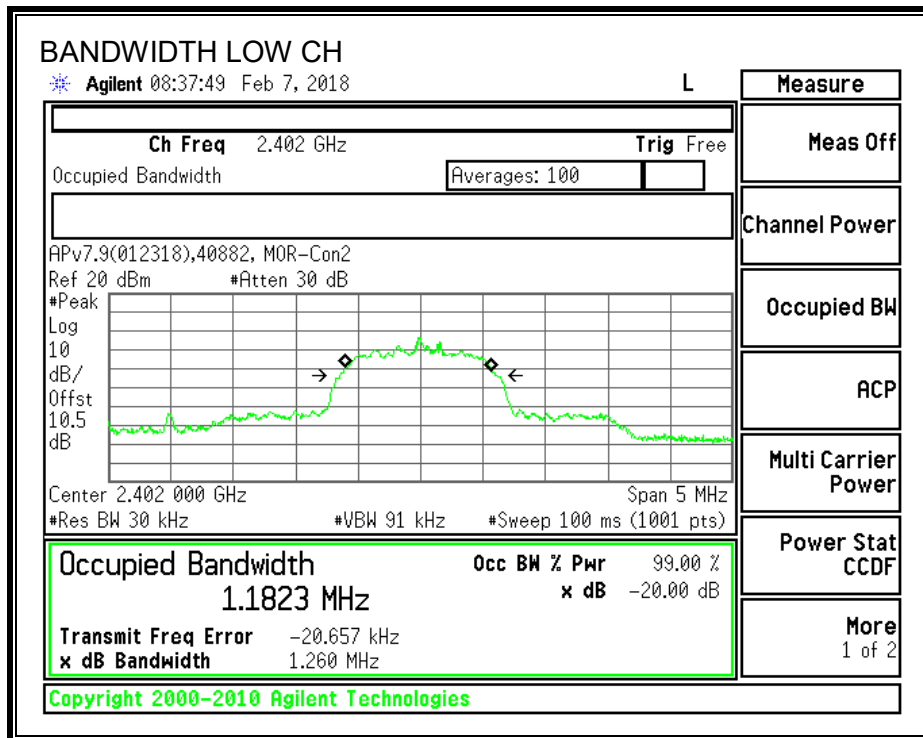 BANDWIDTH LOW CH
Agilent 08:37:49 Feb 7, 2018 L
Measure
Ch Freq 2.402 GHz Trig Free
Occupied Bandwidth Averages: 100
APv7.9(012318),40882, MOR-Con2
Ref 20 dBm #Atten 30 dB
#Peak
Log
10
dB/
Offst
10.5
dB
Center 2.402 000 GHz Span 5 MHz
#Res BW 30 kHz #VBW 91 kHz #Sweep 100 ms (1001 pts)
Occupied Bandwidth Occ BW % Pwr 99.00 %
1.1823 MHz x dB -20.00 dB
Transmit Freq Error -20.657 kHz
x dB Bandwidth 1.260 MHz
Copyright 2000-2010 Agilent Technologies
Meas Off
Channel Power
Occupied BW
ACP
Multi Carrier
Power
Power Stat
CCDF
More
1 of 2